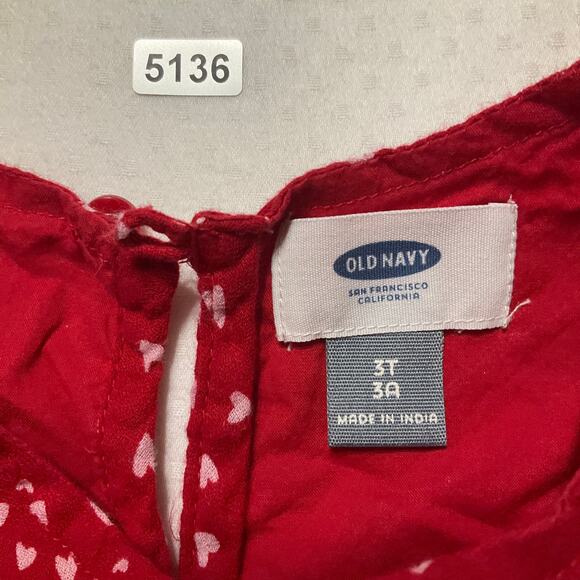 5136
OLD NAVY
SAN FRANCISCO
CALIFORNIA
3T
3A
MADE IN INDIA